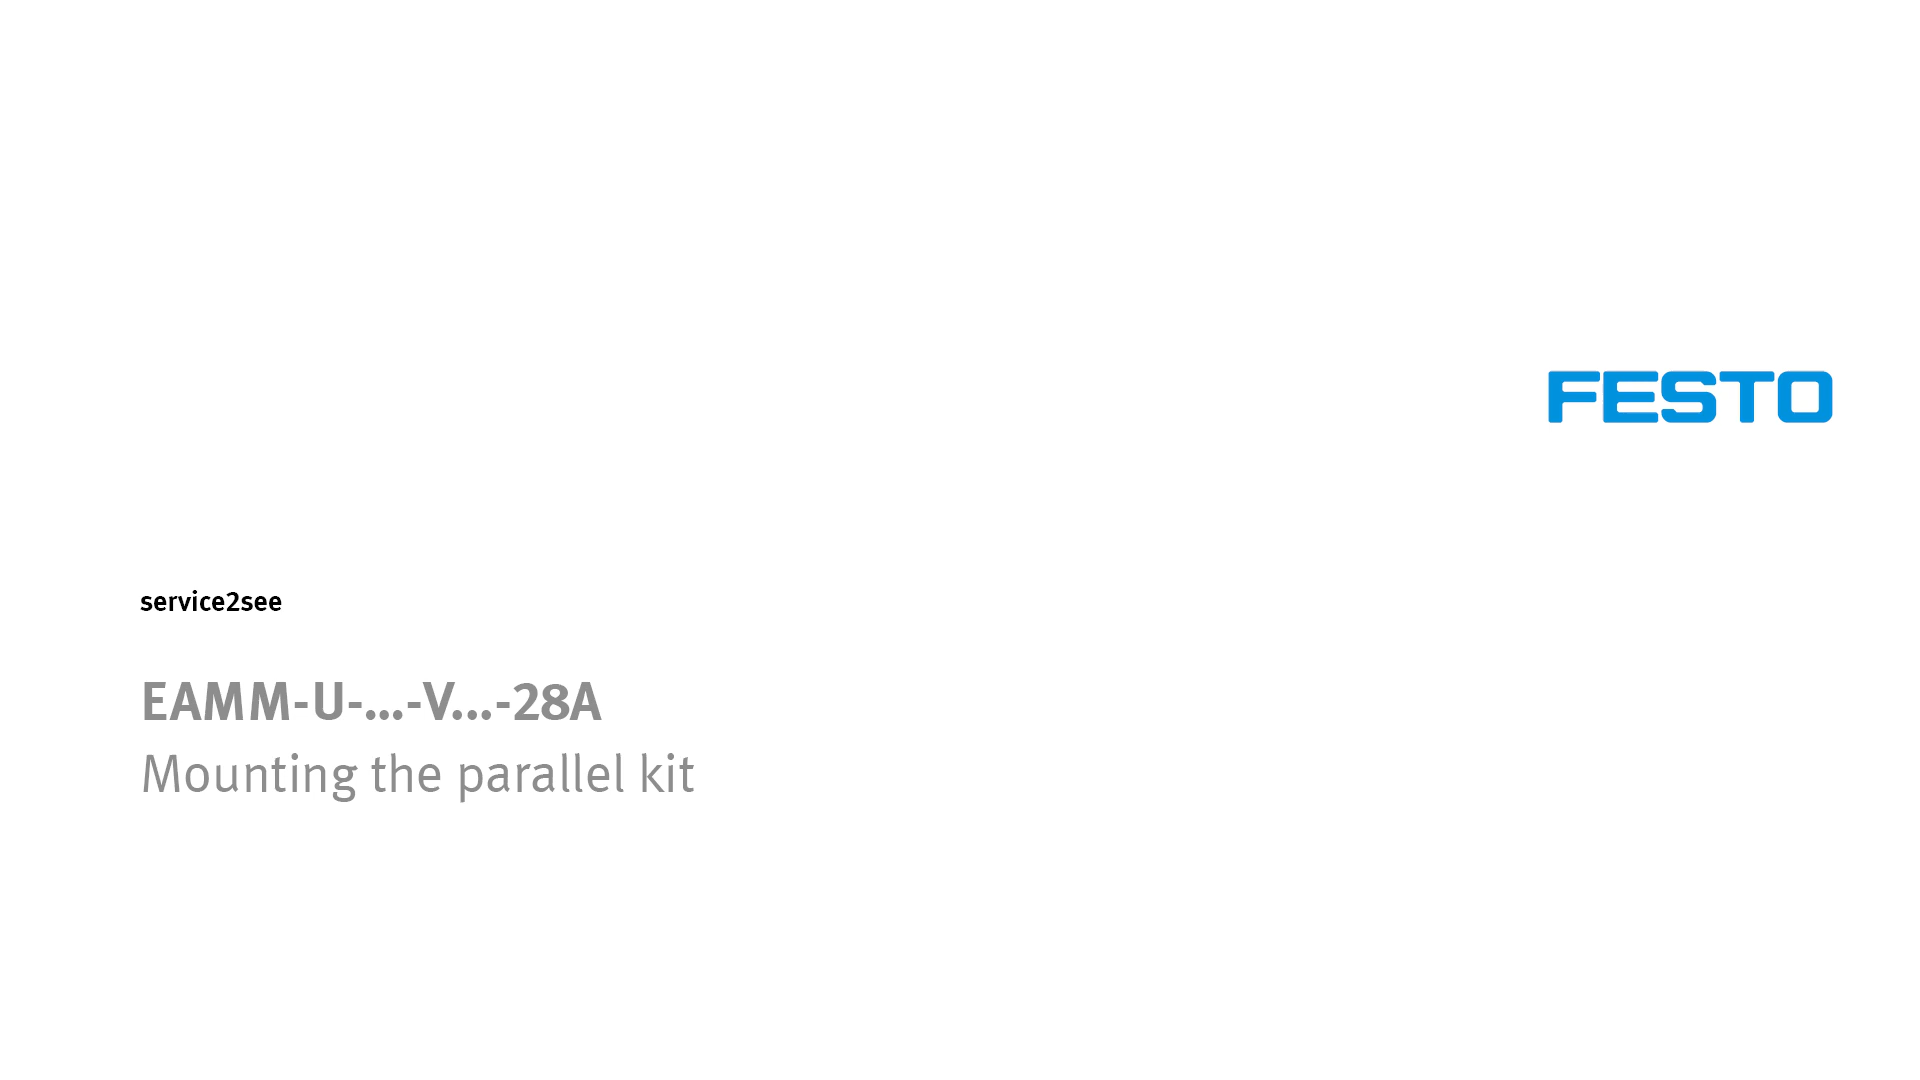 FESTO
service2see
EAMM-U-...-V...-28A
Mounting the parallel kit